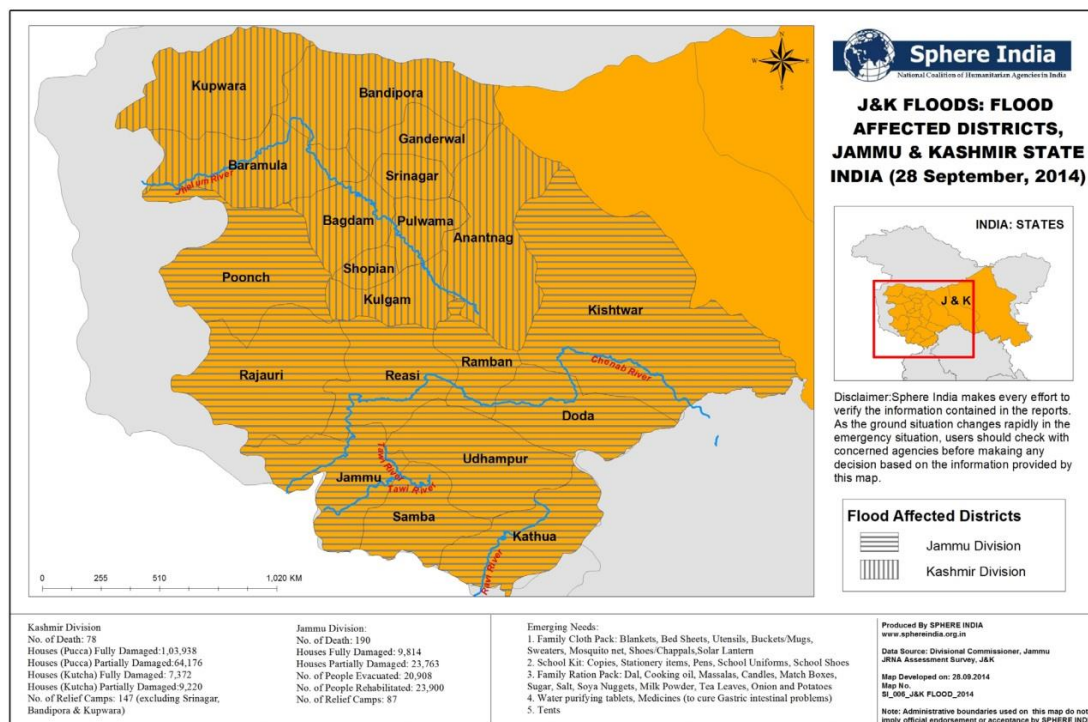 Sphere India
National Coalition of Humanitarian Agencies in India
J&K FLOODS: FLOOD
AFFECTED DISTRICTS,
JAMMU & KASHMIR STATE
INDIA (28 September, 2014)
N
W
E
S
Kupwara
Bandipora
Ganderwal
Baramula
Srinagar
Jhelum River
Bagdam
Pulwama
Anantnag
Shopian
Poonch
Kulgam
Kishtwar
Ramban
Rajauri
Reasi
Chenab River
Doda
Udhampur
Tawi River
Jammu
Tawi River
Samba
Kathua
Ravi River
0 255 510 1,020 KM
INDIA: STATES
J & K
Disclaimer:Sphere India makes every effort to
verify the information contained in the reports.
As the ground situation changes rapidly in the
emergency situation, users should check with
concerned agencies before makaing any
decision based on the information provided by
this map.
Flood Affected Districts
Jammu Division
Kashmir Division
Kashmir Division
No. of Death: 78
Houses (Pucca) Fully Damaged:1,03,938
Houses (Pucca) Partially Damaged:64,176
Houses (Kutcha) Fully Damaged: 7,372
Houses (Kutcha) Partially Damaged:9,220
No. of Relief Camps: 147 (excluding Srinagar,
Bandipora & Kupwara)
Jammu Division:
No. of Death: 190
Houses Fully Damaged: 9,814
Houses Partially Damaged: 23,763
No. of People Evacuated: 20,908
No. of People Rehabilitated: 23,900
No. of Relief Camps: 87
Emerging Needs:
1. Family Cloth Pack: Blankets, Bed Sheets, Utensils, Buckets/Mugs,
Sweaters, Mosquito net, Shoes/Chappals,Solar Lantern
2. School Kit: Copies, Stationery items, Pens, School Uniforms, School Shoes
3. Family Ration Pack: Dal, Cooking oil, Massalas, Candles, Match Boxes,
Sugar, Salt, Soya Nuggets, Milk Powder, Tea Leaves, Onion and Potatoes
4. Water purifying tablets, Medicines (to cure Gastric intestinal problems)
5. Tents
Produced By SPHERE INDIA
www.sphereindia.org.in
Data Source: Divisional Commissioner, Jammu
JRNA Assessment Survey, J&K
Map Developed on: 28.09.2014
Map No.
SI_006_J&K FLOOD_2014
Note: Administrative boundaries used on this map do not
imply official endorsement or acceptance by SPHERE